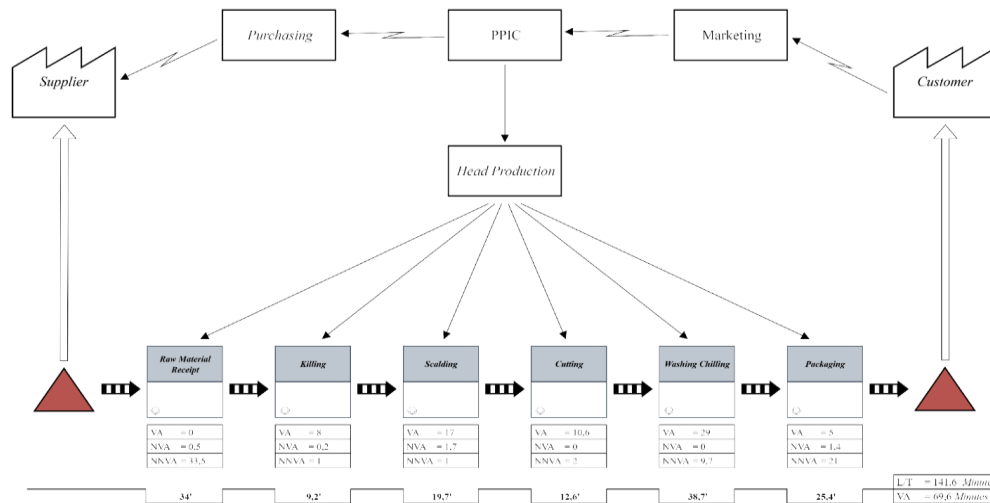 Purchasing
PPIC
Marketing
Supplier
Customer
Head Production
Raw Material
Receipt
Killing
Scalding
Cutting
Washing Chilling
Packaging
VA = 0
NVA = 0.5
NNVA = 33,5
VA = 8
NVA = 0,2
NNVA = 1
VA = 17
NVA = 1,7
NNVA = 1
VA = 10,6
NVA = 0
NNVA = 2
VA = 29
NVA = 0
NNVA = 9,7
VA = 5
NVA = 1,4
NNVA = 21
34'
9,2'
19,7'
12,6'
38,7'
25,4'
L/T = 141,6 Minute
VA = 69,6 Minutes